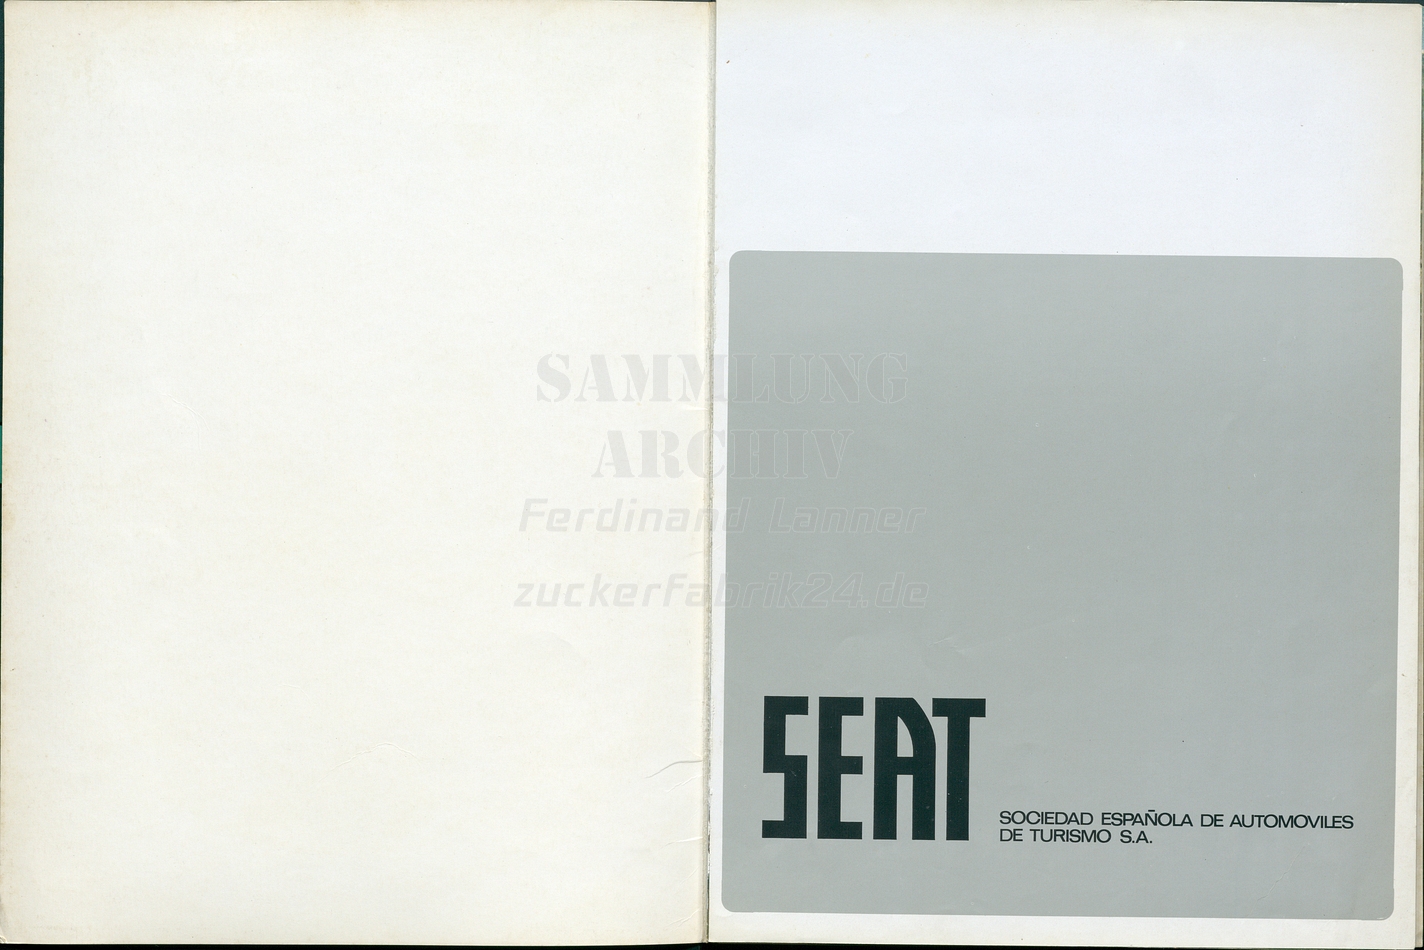 SAMMLUNG
ARCHIV
Ferdinand Lanner
zuckerfabrik24.de
SEAT
SOCIEDAD ESPAÑOLA DE AUTOMOVILES
DE TURISMO S.A.